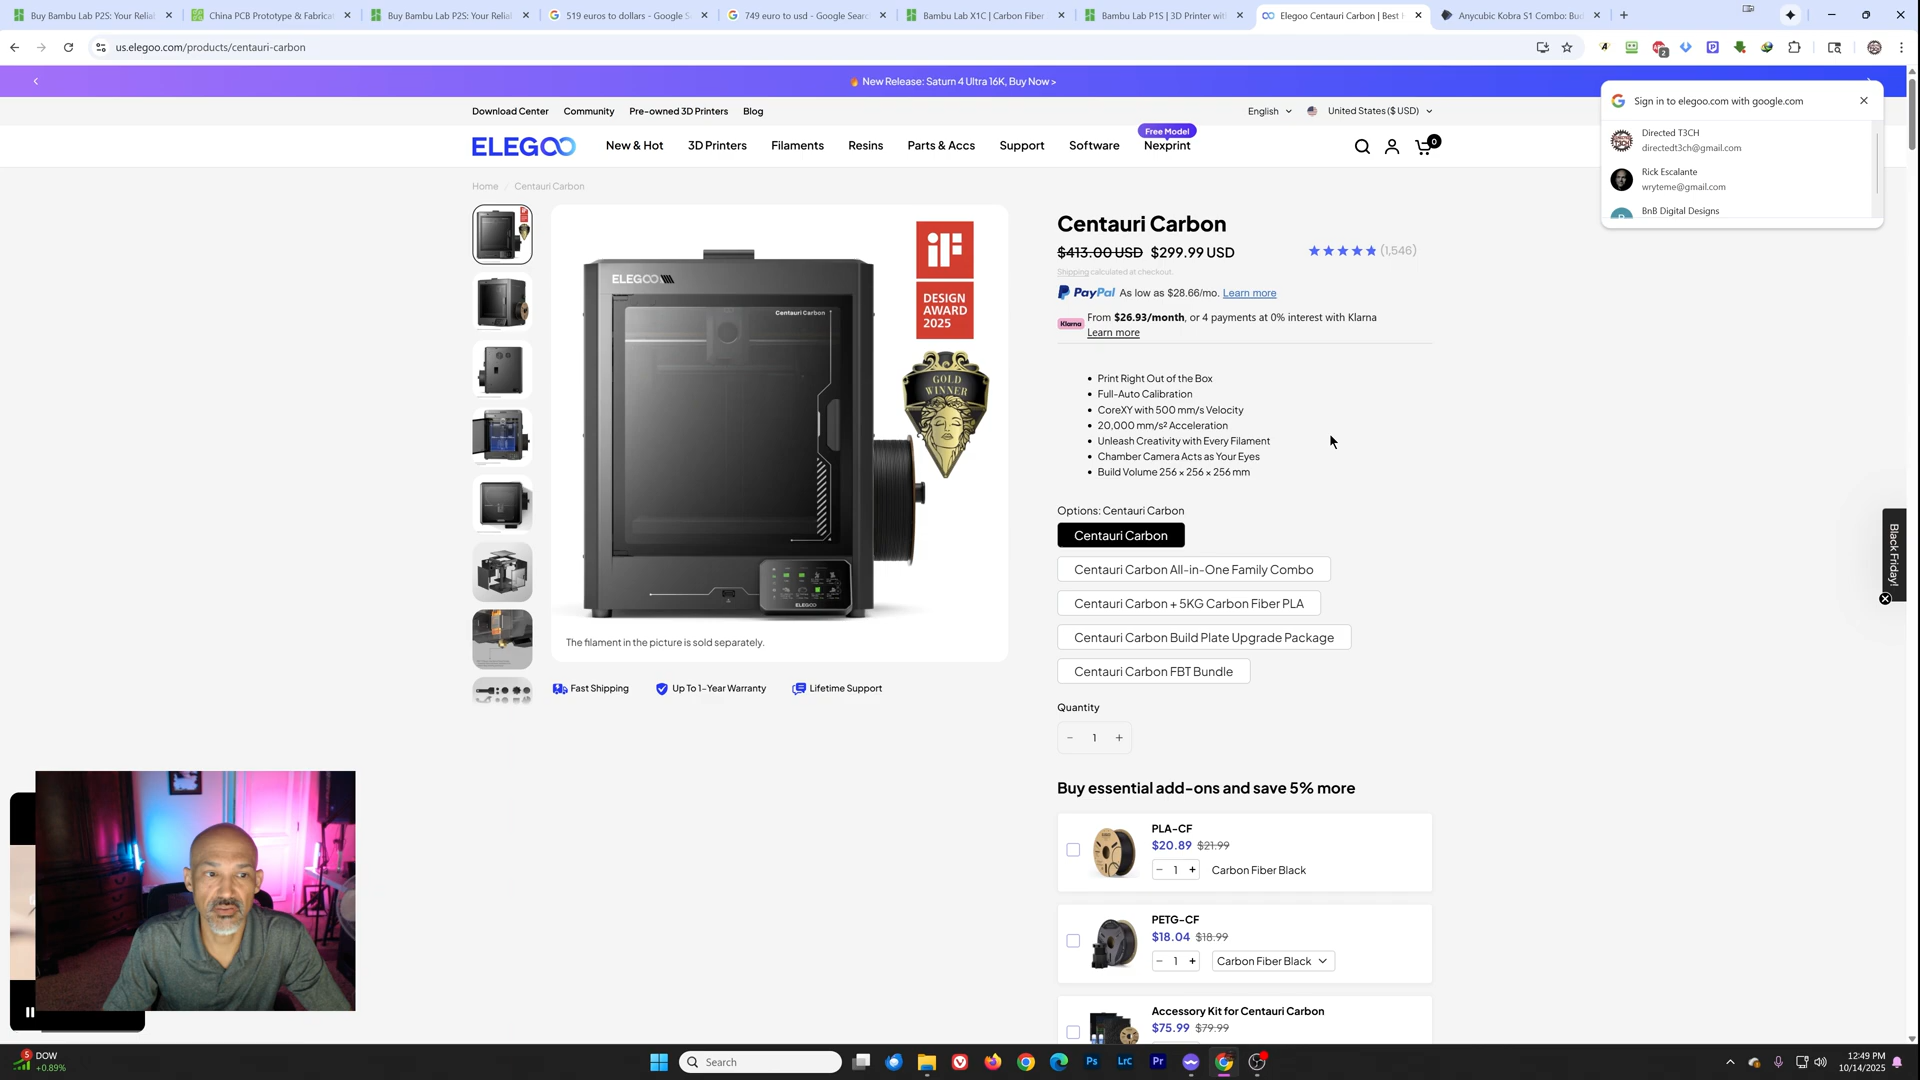 Buy Bambu Lab P2S: Your Relial
China PCB Prototype & Fabricat
Buy Bambu Lab P2S: Your Relial
519 euros to dollars - Google S
749 euro to usd - Google Searc
Bambu Lab X1C | Carbon Fiber
Bambu Lab P1S | 3D Printer with
Elegoo Centauri Carbon | Best
Anycubic Kobra S1 Combo: Bud
us.elegoo.com/products/centauri-carbon
2
New Release: Saturn 4 Ultra 16K, Buy Now >
Download Center
Community
Pre-owned 3D Printers
Blog
English
United States ($ USD)
ELEGOO
New & Hot
3D Printers
Filaments
Resins
Parts & Accs
Support
Software
Free Model
Nexprint
0
Sign in to elegoo.com with google.com
Directed T3CH
directedt3ch@gmail.com
Rick Escalante
wryteme@gmail.com
BnB Digital Designs
Home / Centauri Carbon
ELEGOO
Centauri Carbon
iF
DESIGN
AWARD
2025
GOLD
WINNER
ELEGOO
The filament in the picture is sold separately.
Fast Shipping
Up To 1-Year Warranty
Lifetime Support
Centauri Carbon
$413.00 USD $299.99 USD
(1,546)
Shipping calculated at checkout.
PayPal As low as $28.66/mo. Learn more
Klarna From $26.93/month, or 4 payments at 0% interest with Klarna
Learn more
Print Right Out of the Box
Full-Auto Calibration
CoreXY with 500 mm/s Velocity
20,000 mm/s² Acceleration
Unleash Creativity with Every Filament
Chamber Camera Acts as Your Eyes
Build Volume 256 × 256 × 256 mm
Options: Centauri Carbon
Centauri Carbon
Centauri Carbon All-in-One Family Combo
Centauri Carbon + 5KG Carbon Fiber PLA
Centauri Carbon Build Plate Upgrade Package
Centauri Carbon FBT Bundle
Quantity
− 1 +
Buy essential add-ons and save 5% more
PLA-CF
$20.89 $21.99
− 1 + Carbon Fiber Black
PETG-CF
$18.04 $18.99
− 1 + Carbon Fiber Black
Accessory Kit for Centauri Carbon
$75.99 $79.99
Black Friday!
5
DOW
+0.89%
Search
Ps
LrC
Pr
12:49 PM
10/14/2025